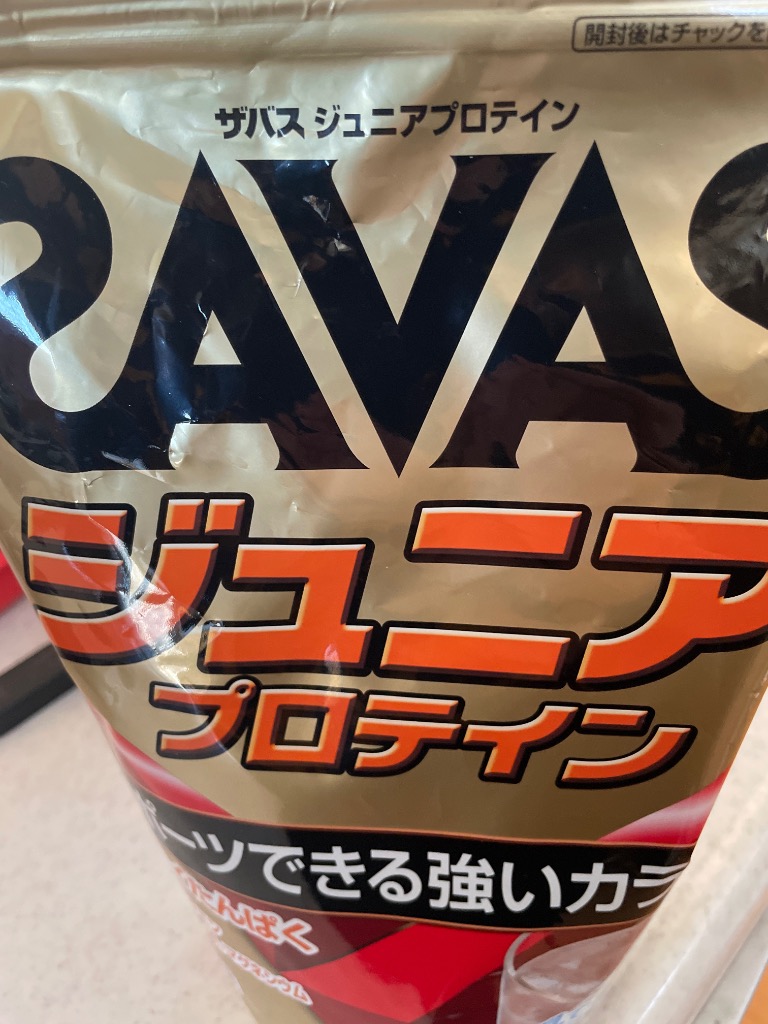 開封後はチャックを
ザバス ジュニアプロテイン
SAVAS
ジュニア
プロテイン
ポーツできる強いカラ
たんぱく